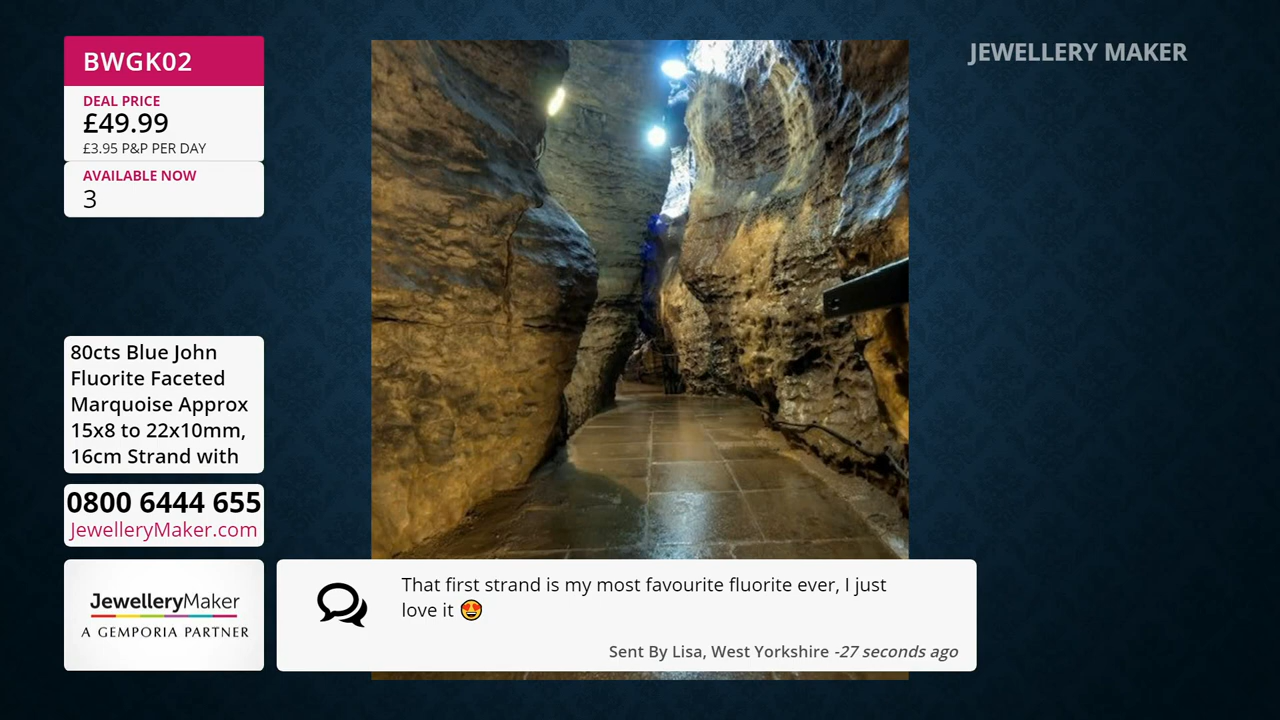 BWGK02
DEAL PRICE
£49.99
£3.95 P&P PER DAY
AVAILABLE NOW
3
JEWELLERY MAKER
80cts Blue John
Fluorite Faceted
Marquoise Approx
15x8 to 22x10mm,
16cm Strand with
0800 6444 655
JewelleryMaker.com
JewelleryMaker
A GEMPORIA PARTNER
That first strand is my most favourite fluorite ever, I just
love it 😍
Sent By Lisa, West Yorkshire -27 seconds ago